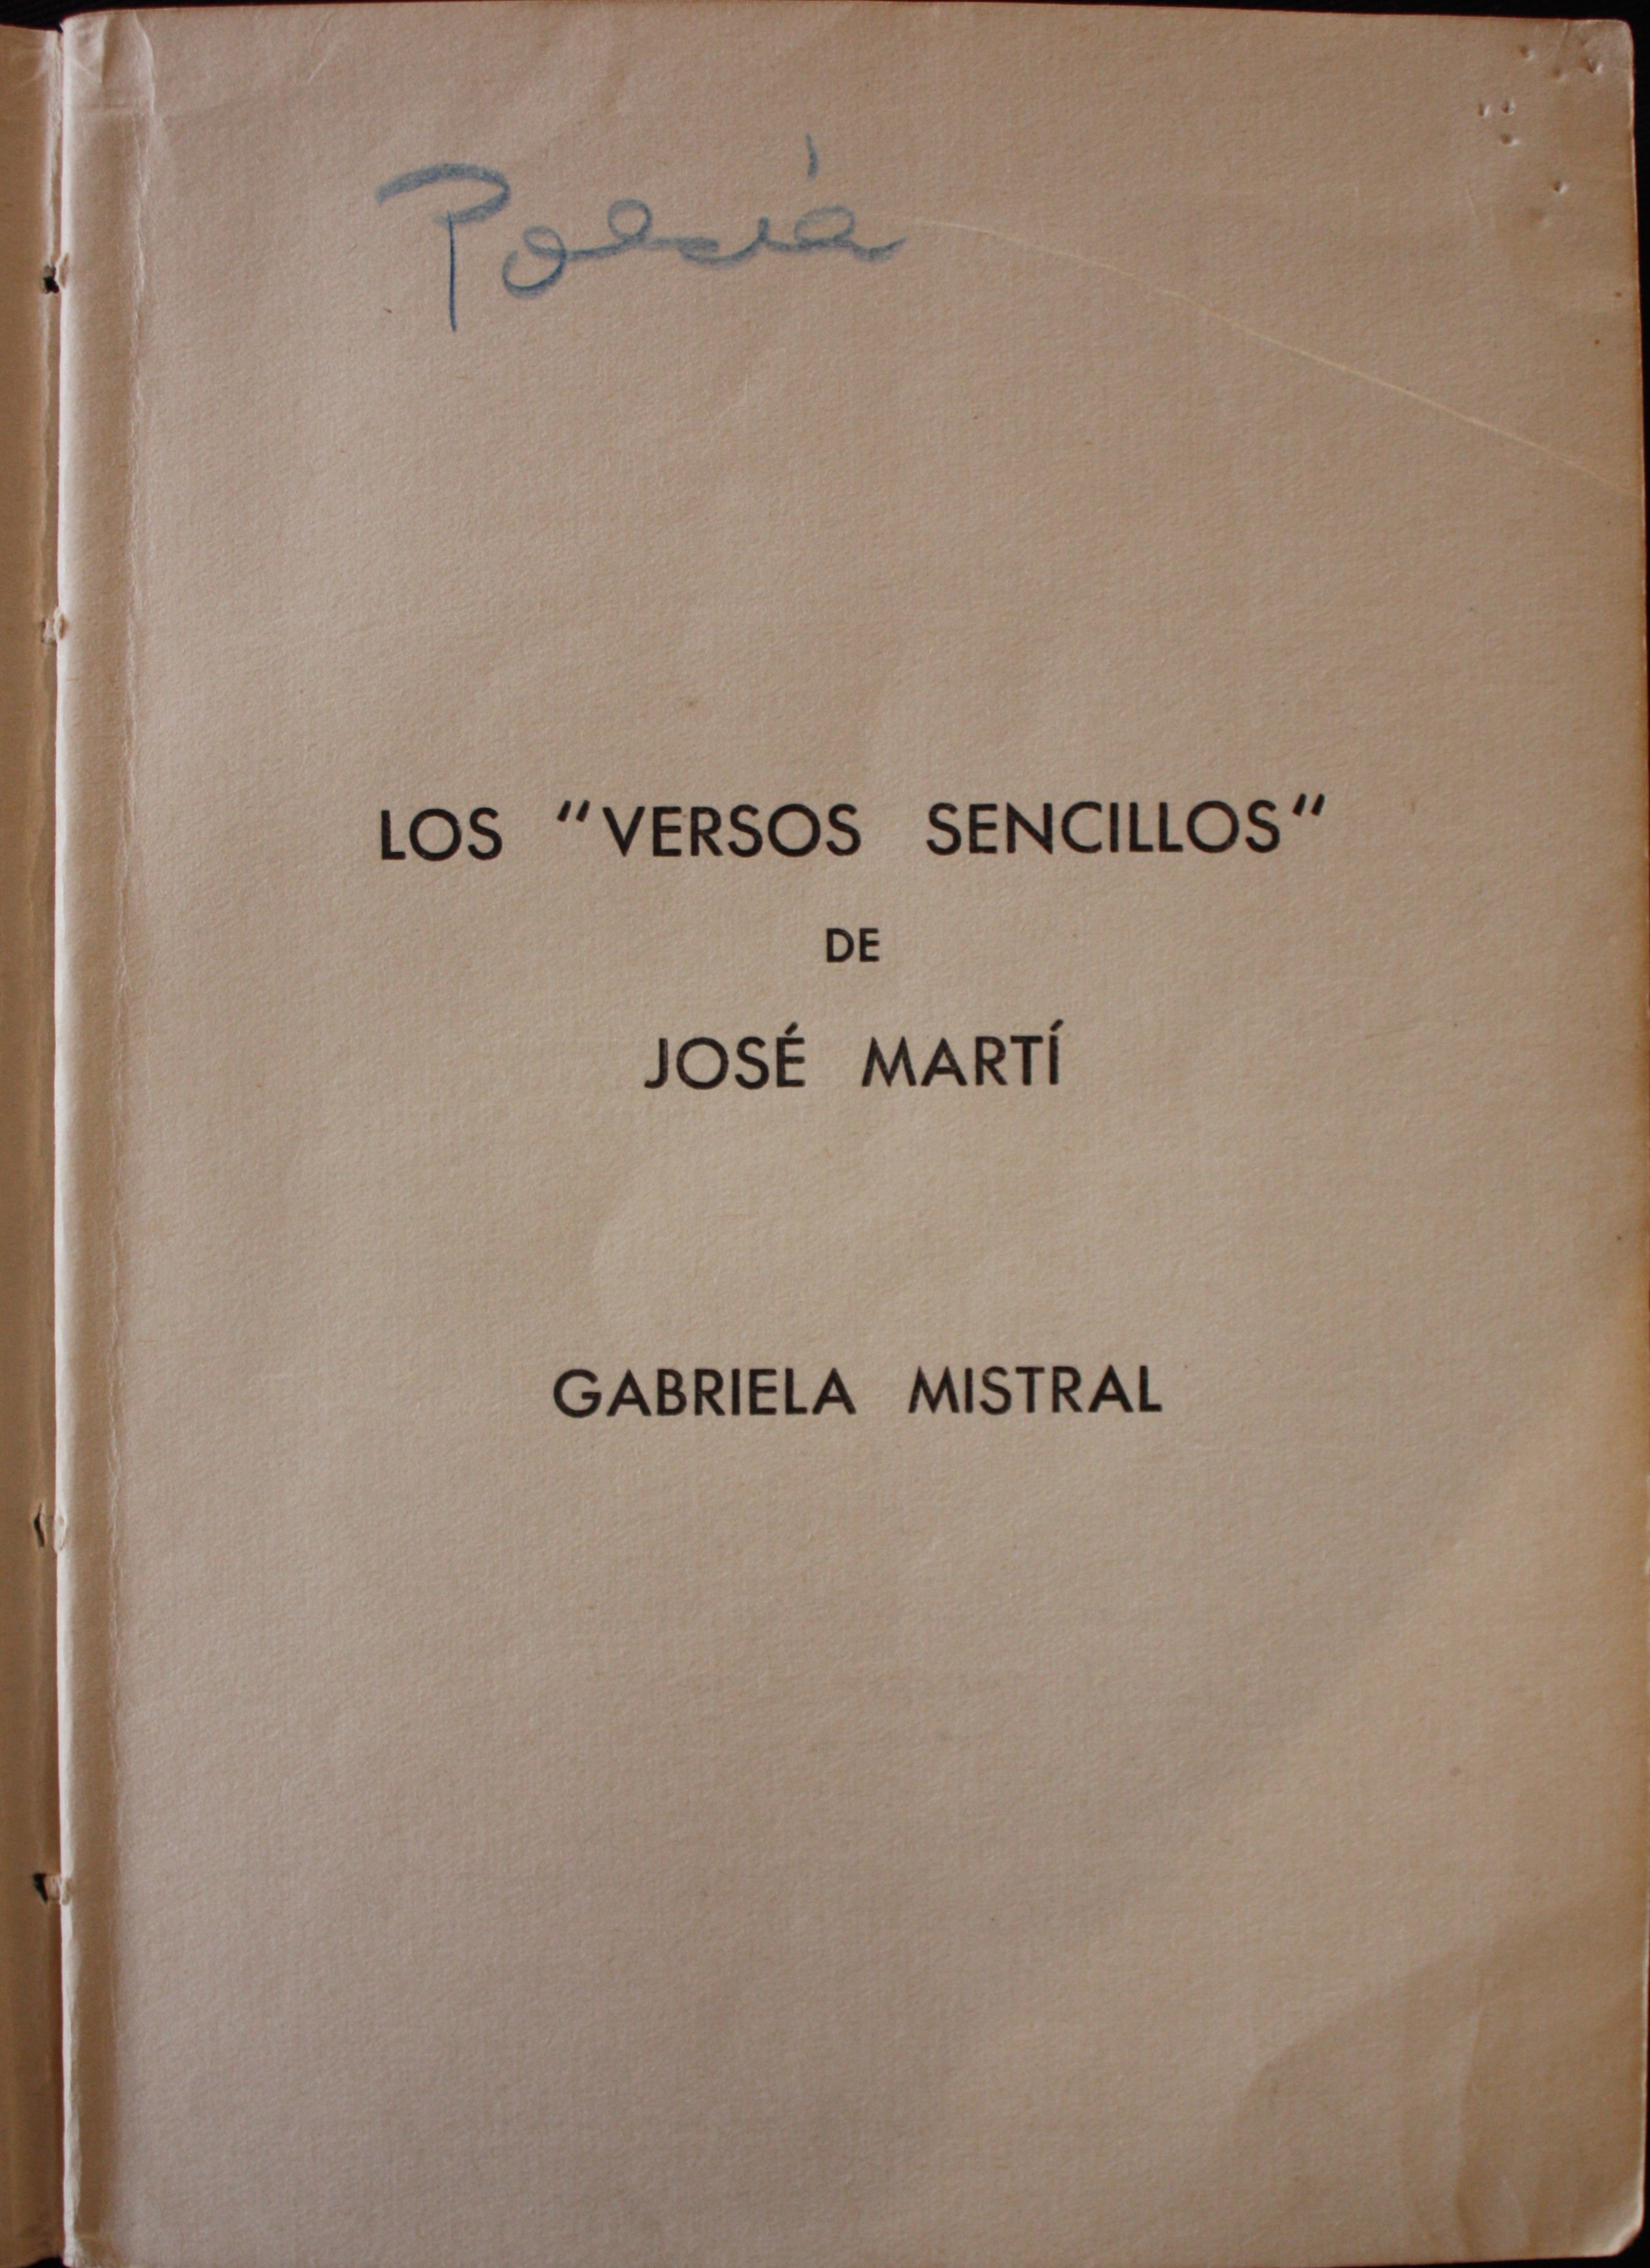 Poesía
LOS "VERSOS SENCILLOS"
DE
JOSÉ MARTÍ
GABRIELA MISTRAL